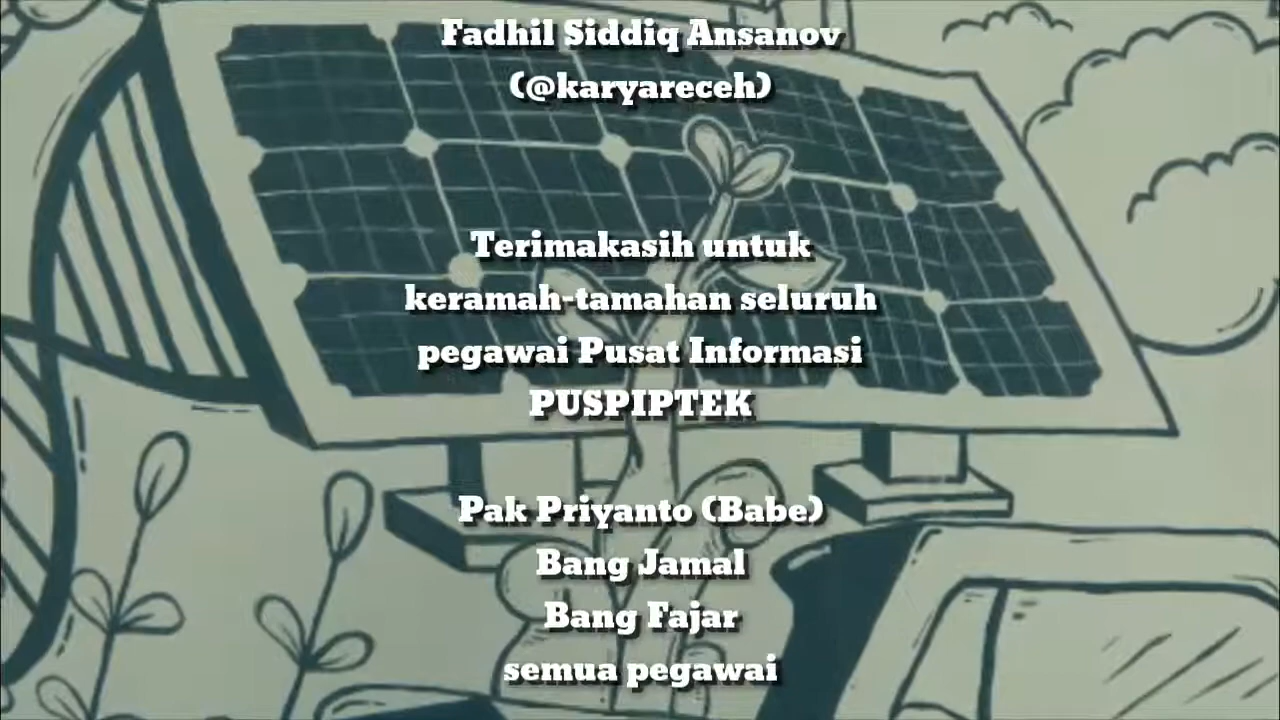 Fadhil Siddiq Ansanov
(@karyareceh)
Terimakasih untuk
keramah-tamahan seluruh
pegawai Pusat Informasi
PUSPIPTEK
Pak Priyanto (Babe)
Bang Jamal
Bang Fajar
semua pegawai